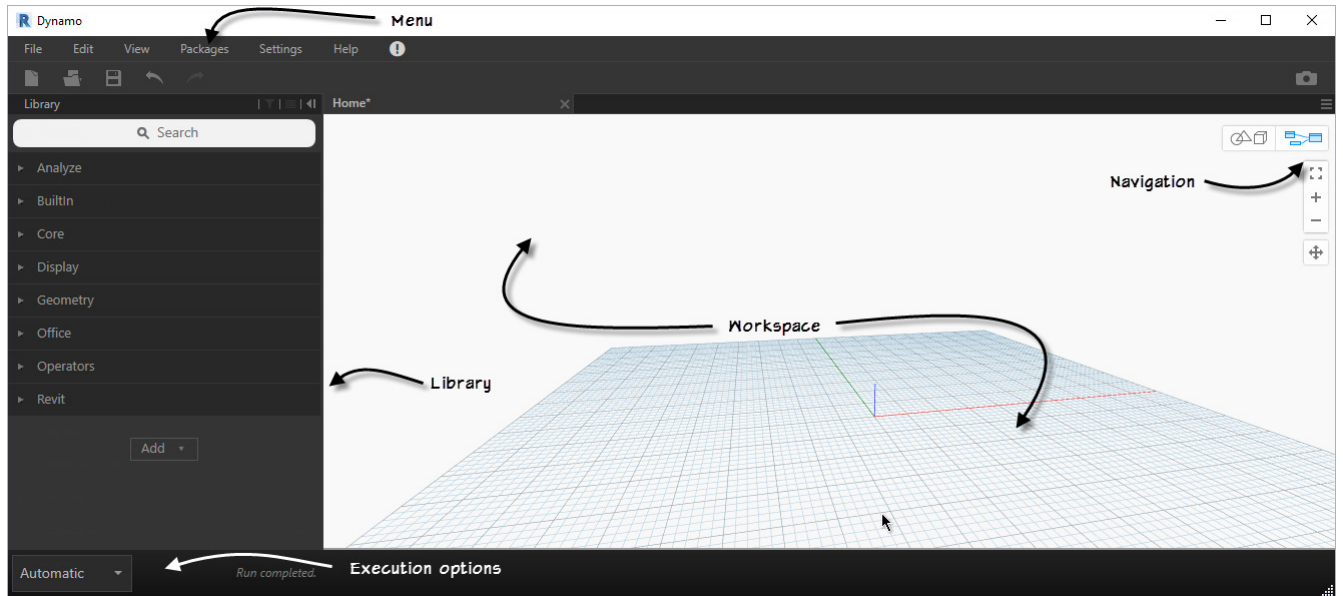 Dynamo
Menu
File Edit View Packages Settings Help
Library
Home*
Search
Analyze
BuiltIn
Core
Display
Geometry
Office
Operators
Revit
Add
Navigation
Workspace
Library
Automatic
Run completed.
Execution options